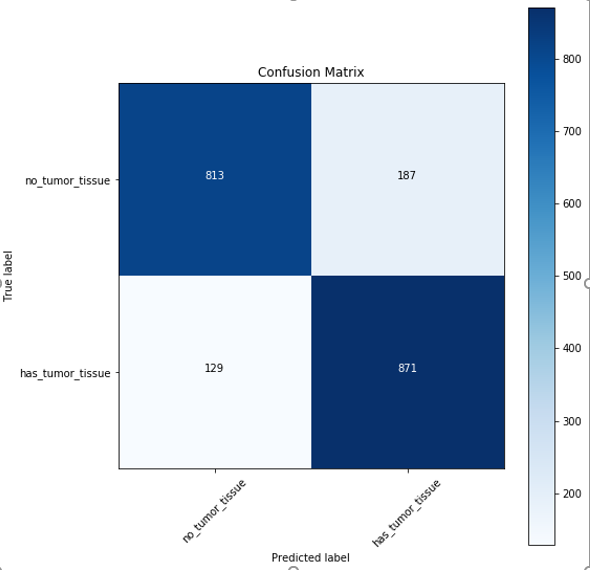 Confusion Matrix
800
700
600
500
400
300
200
True label
no_tumor_tissue
813
187
has_tumor_tissue
129
871
no_tumor_tissue
has_tumor_tissue
Predicted label